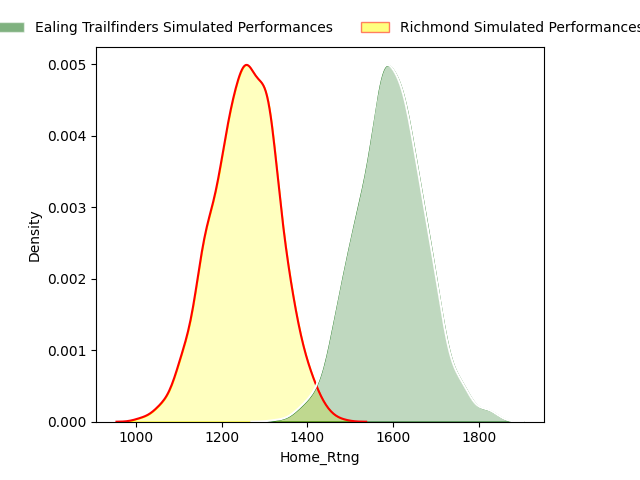 Ealing Trailfinders Simulated Performances
Richmond Simulated Performances
0.005
0.004
0.003
0.002
0.001
0.000
Density
1000
1200
1400
1600
1800
Home_Rtng